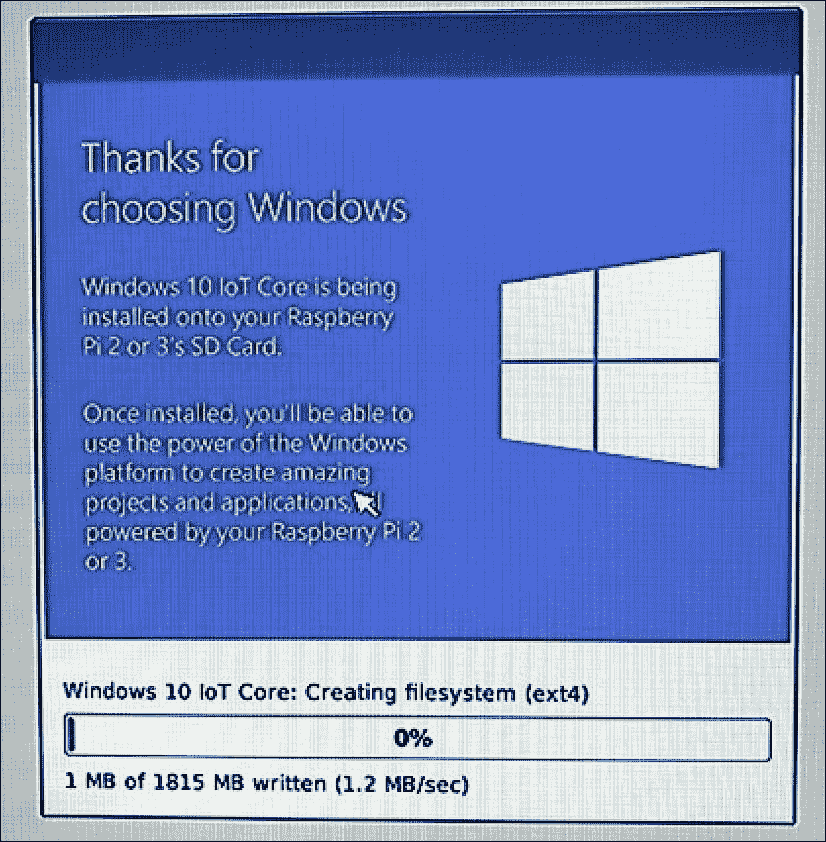 Thanks for
choosing Windows
Windows 10 IoT Core is being
installed onto your Raspberry
Pi 2 or 3's SD Card.
Once installed, you'll be able to
use the power of the Windows
platform to create amazing
projects and applications,
powered by your Raspberry Pi 2
or 3.
Windows 10 IoT Core: Creating filesystem (ext4)
0%
1 MB of 1815 MB written (1.2 MB/sec)